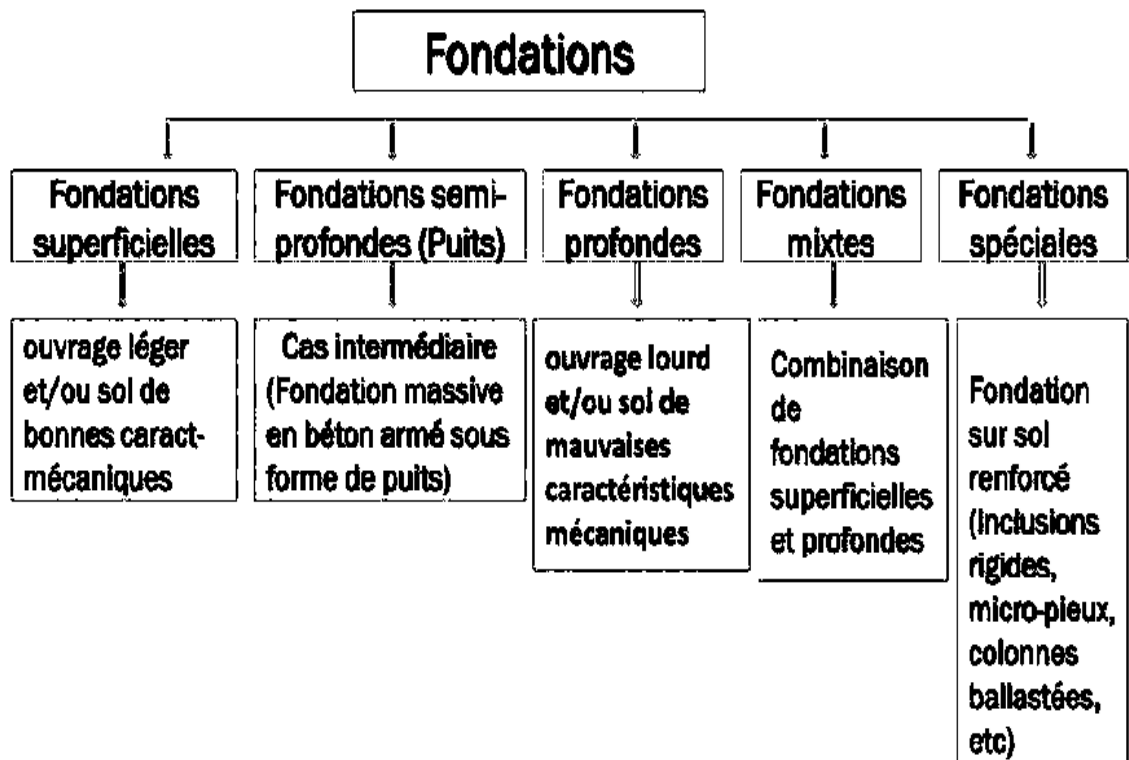 Fondations
Fondations
superficielles
Fondations semi-
profondes (Puits)
Fondations
profondes
Fondations
mixtes
Fondations
spéciales
ouvrage léger
et/ou sol de
bonnes caract-
mécaniques
Cas intermédiaire
(Fondation massive
en béton armé sous
forme de puits)
ouvrage lourd
et/ou sol de
mauvaises
caractéristiques
mécaniques
Combinaison
de
fondations
superficielles
et profondes
Fondation
sur sol
renforcé
(Inclusions
rigides,
micro-pieux,
colonnes
ballastées,
etc)